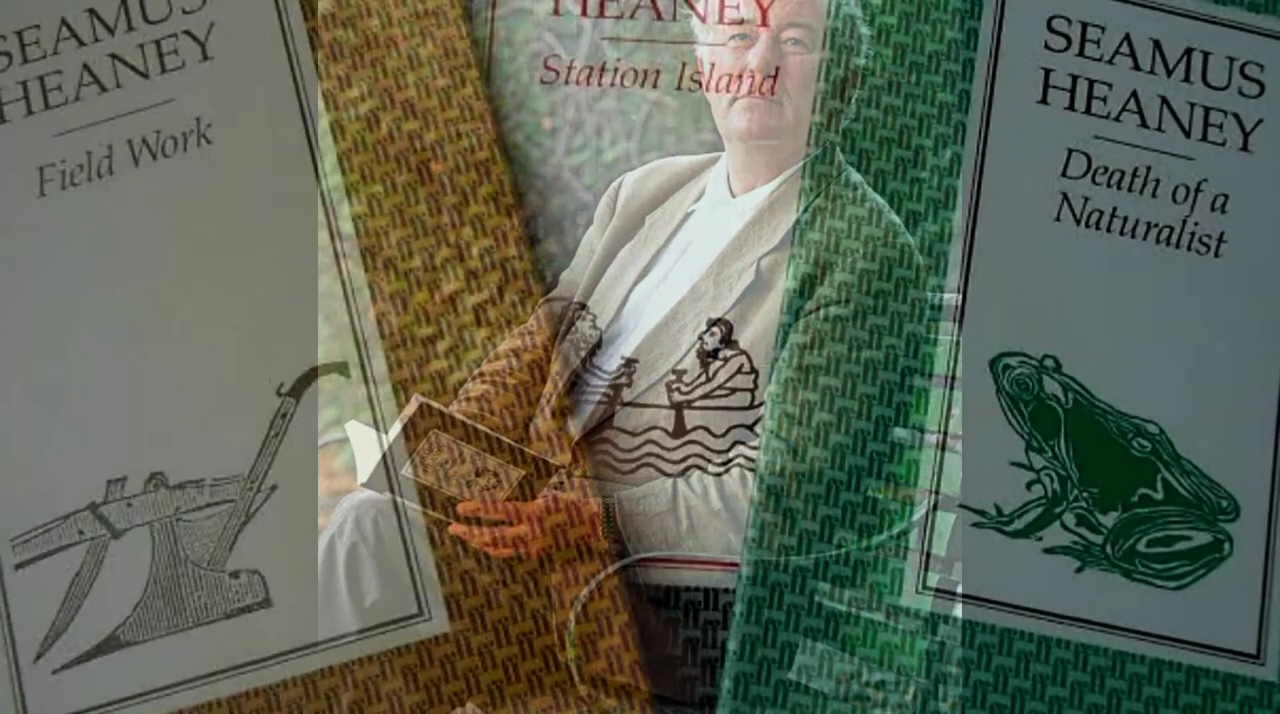 SEAMUS
HEANEY
Field Work
HEANEY
Station Island
SEAMUS
HEANEY
Death of a
Naturalist